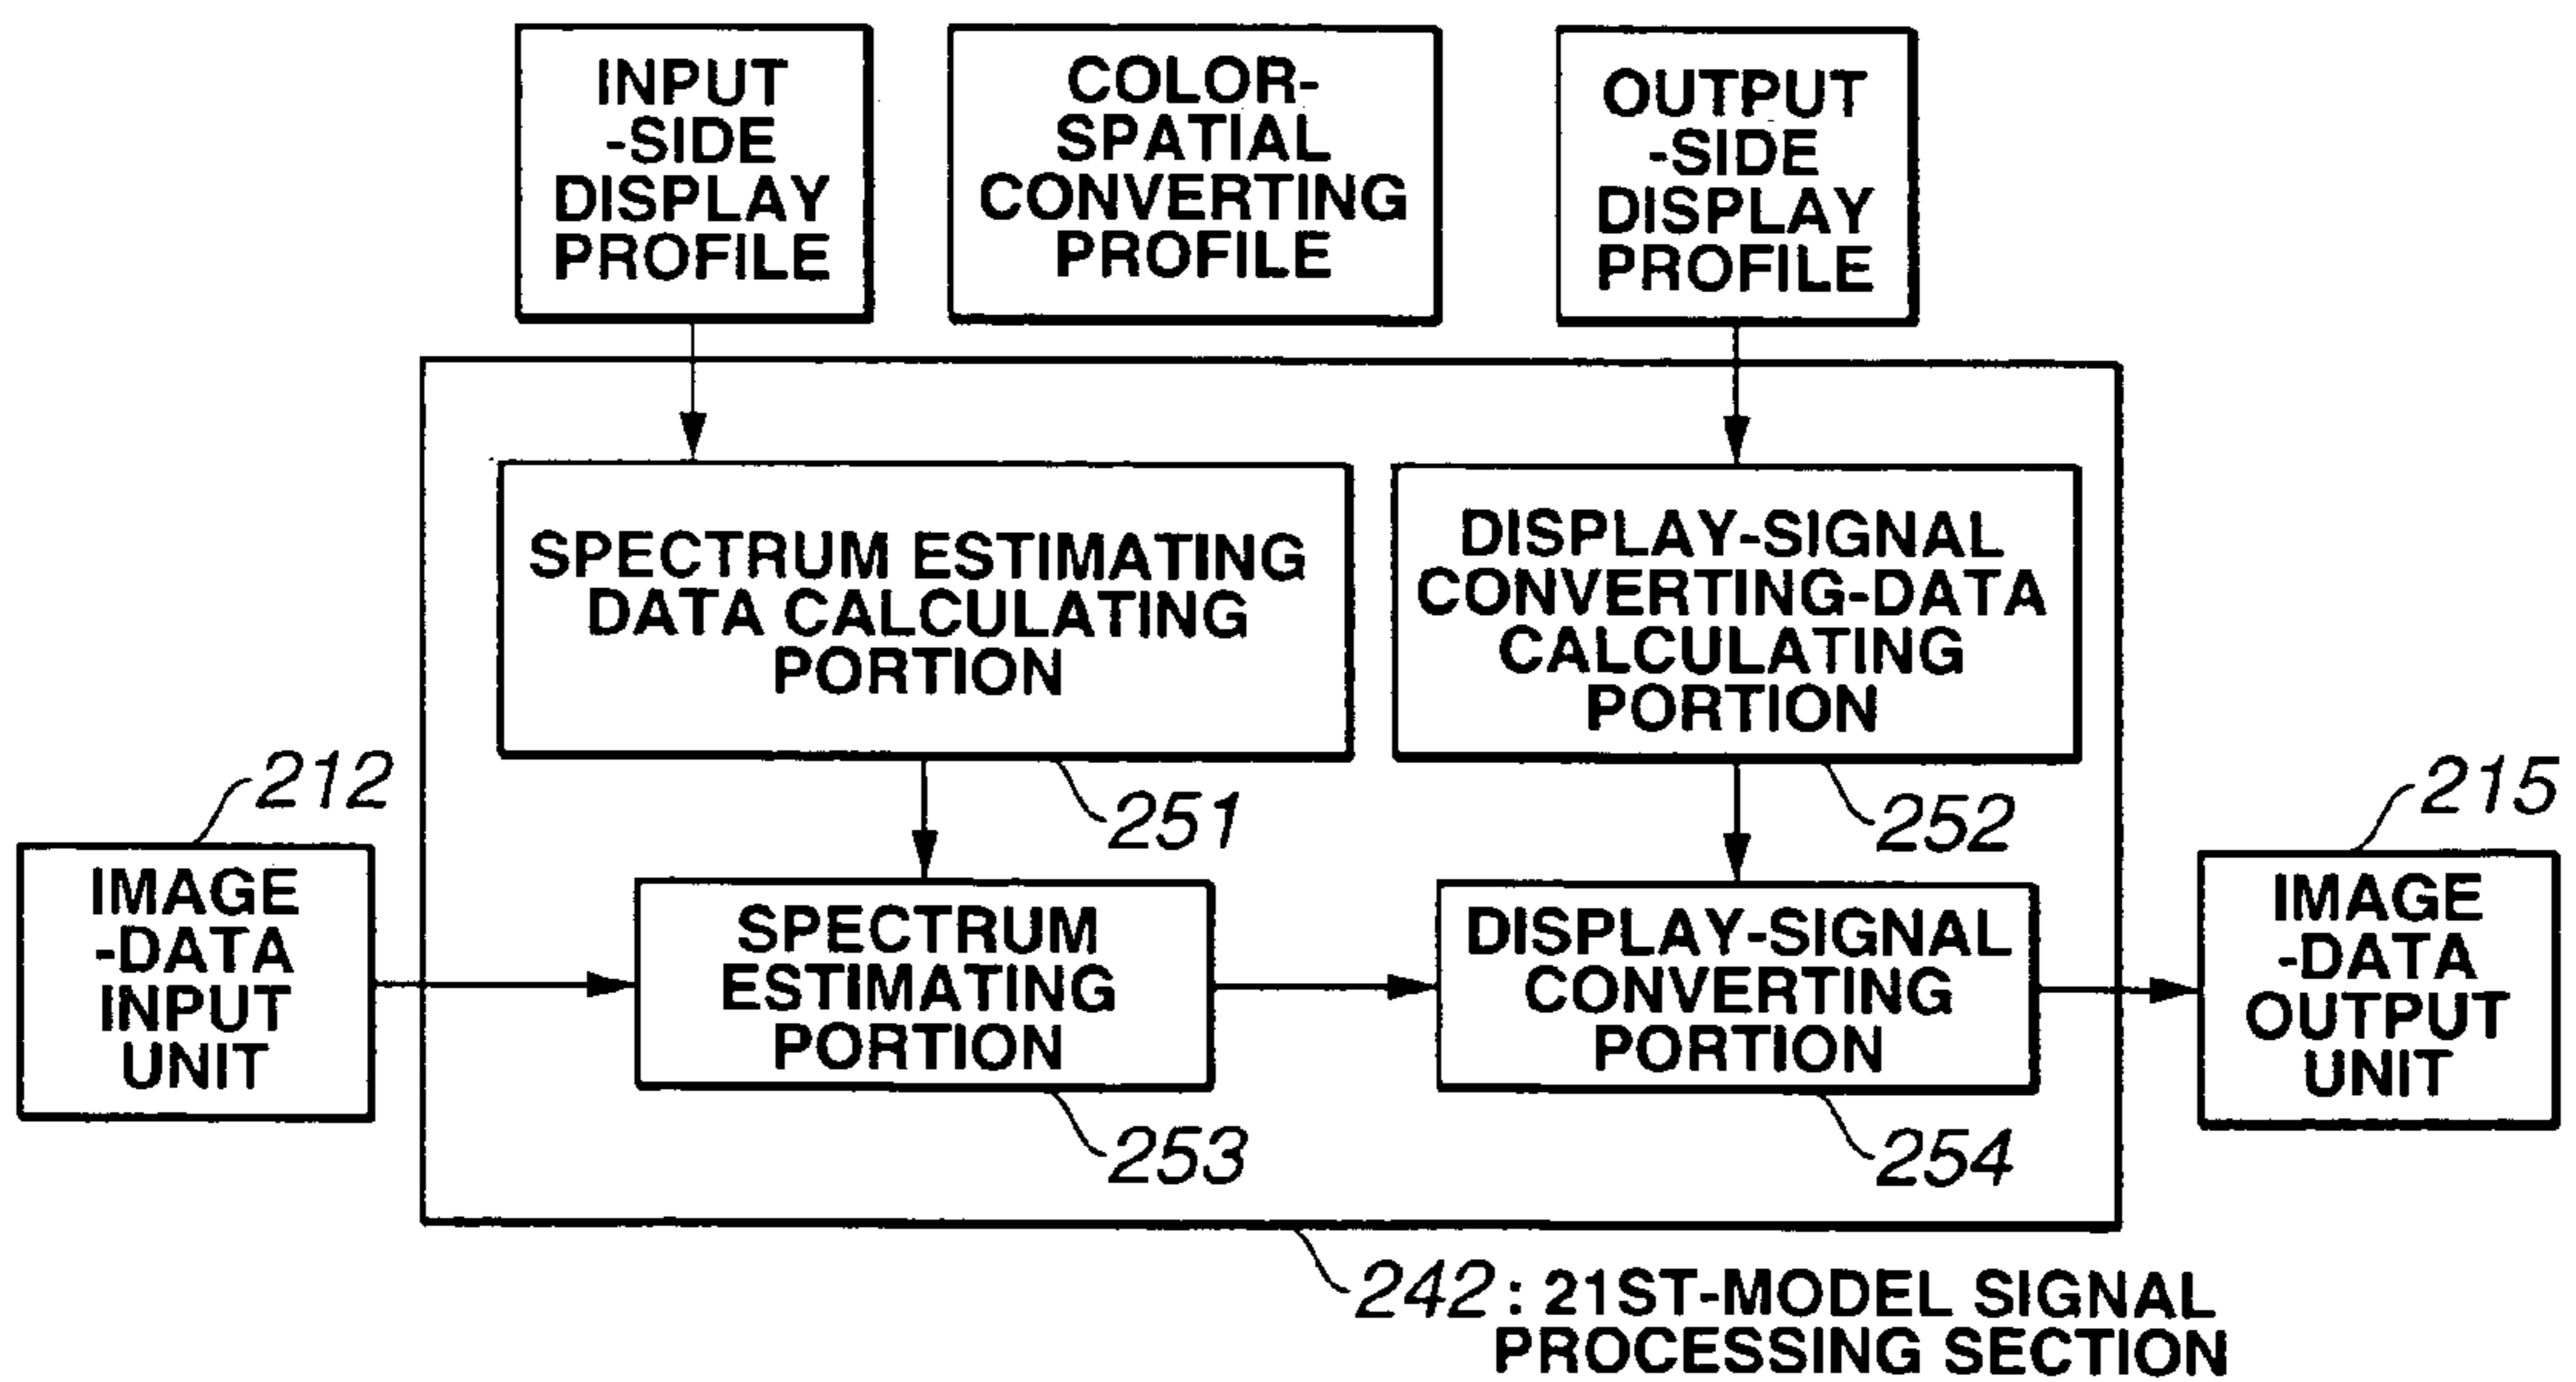 INPUT
-SIDE
DISPLAY
PROFILE
COLOR-
SPATIAL
CONVERTING
PROFILE
OUTPUT
-SIDE
DISPLAY
PROFILE
SPECTRUM ESTIMATING
DATA CALCULATING
PORTION
251
DISPLAY-SIGNAL
CONVERTING-DATA
CALCULATING
PORTION
252
212
IMAGE
-DATA
INPUT
UNIT
SPECTRUM
ESTIMATING
PORTION
253
DISPLAY-SIGNAL
CONVERTING
PORTION
254
215
IMAGE
-DATA
OUTPUT
UNIT
242 : 21ST-MODEL SIGNAL
PROCESSING SECTION